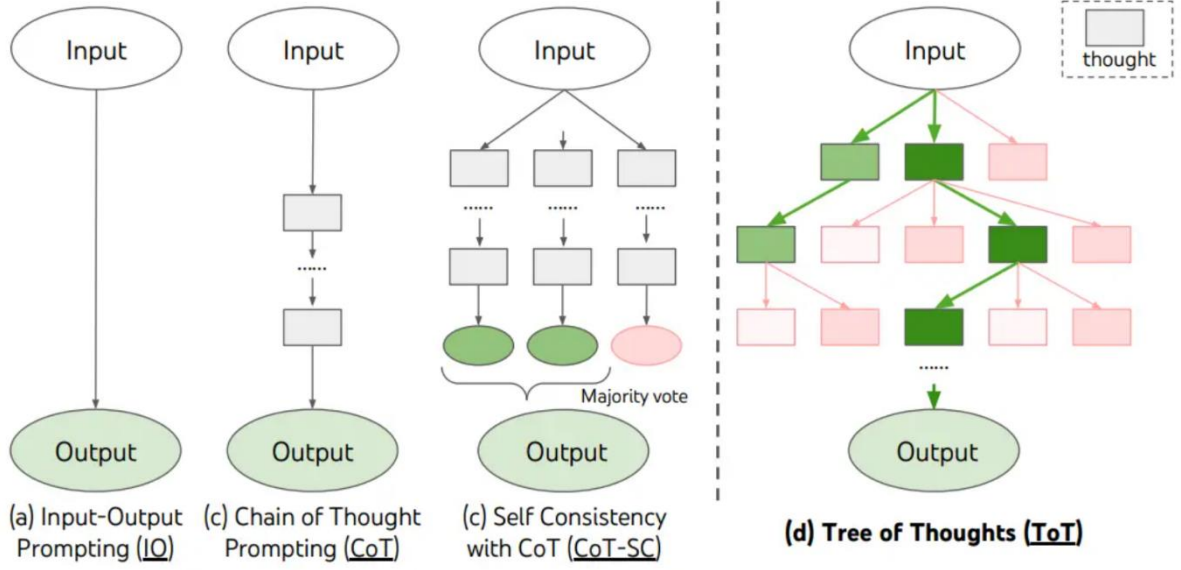 Input
Input
Input
Input
thought
......
......
......
......
......
Majority vote
Output
Output
Output
Output
(a) Input-Output
Prompting (IO)
(c) Chain of Thought
Prompting (CoT)
(c) Self Consistency
with CoT (CoT-SC)
(d) Tree of Thoughts (ToT)